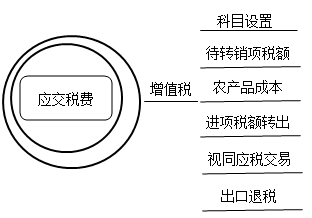 科目设置
待转销项税额
应交税费
增值税
农产品成本
进项税额转出
视同应税交易
出口退税